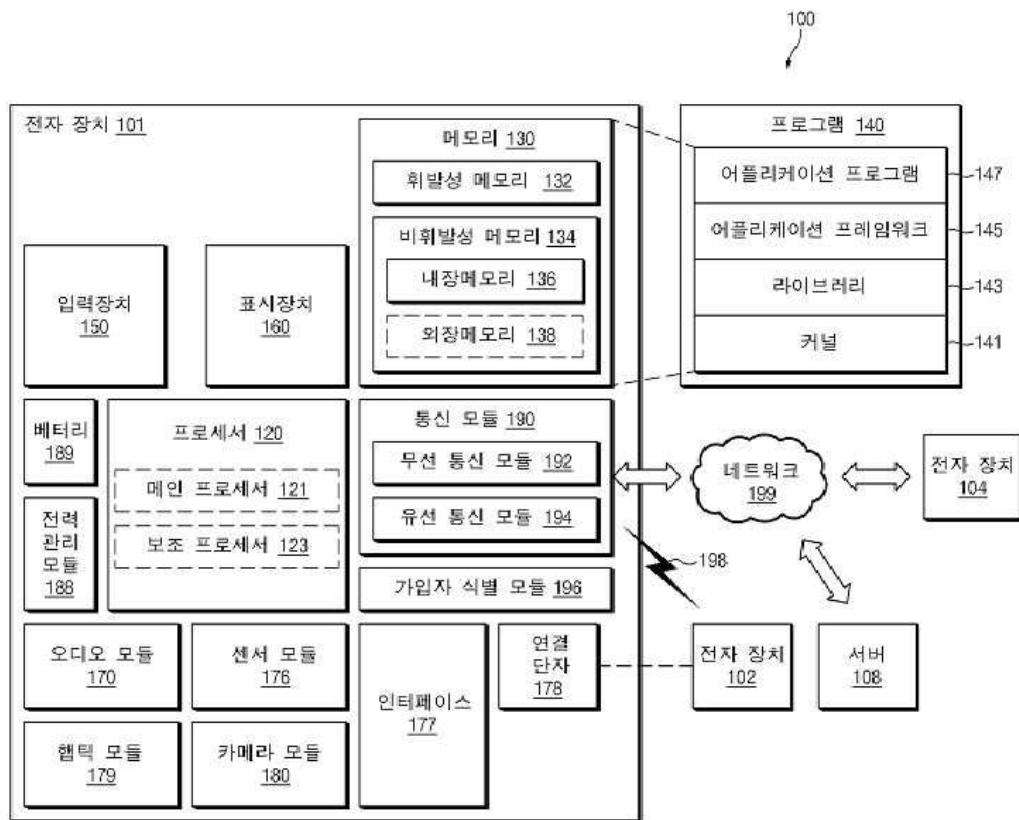 100
전자 장치 101
메모리 130
휘발성 메모리 132
비휘발성 메모리 134
내장메모리 136
외장메모리 138
프로그램 140
어플리케이션 프로그램
147
어플리케이션 프레임워크
145
라이브러리
143
커널
141
입력장치
150
표시장치
160
베터리
189
전력
관리
모듈
188
프로세서 120
메인 프로세서 121
보조 프로세서 123
통신 모듈 190
무선 통신 모듈 192
유선 통신 모듈 194
가입자 식별 모듈 196
네트워크
199
전자 장치
104
198
오디오 모듈
170
센서 모듈
176
인터페이스
177
연결
단자
178
전자 장치
102
서버
108
햅틱 모듈
179
카메라 모듈
180